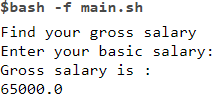 $bash -f main.sh
Find your gross salary
Enter your basic salary:
Gross salary is :
65000.0